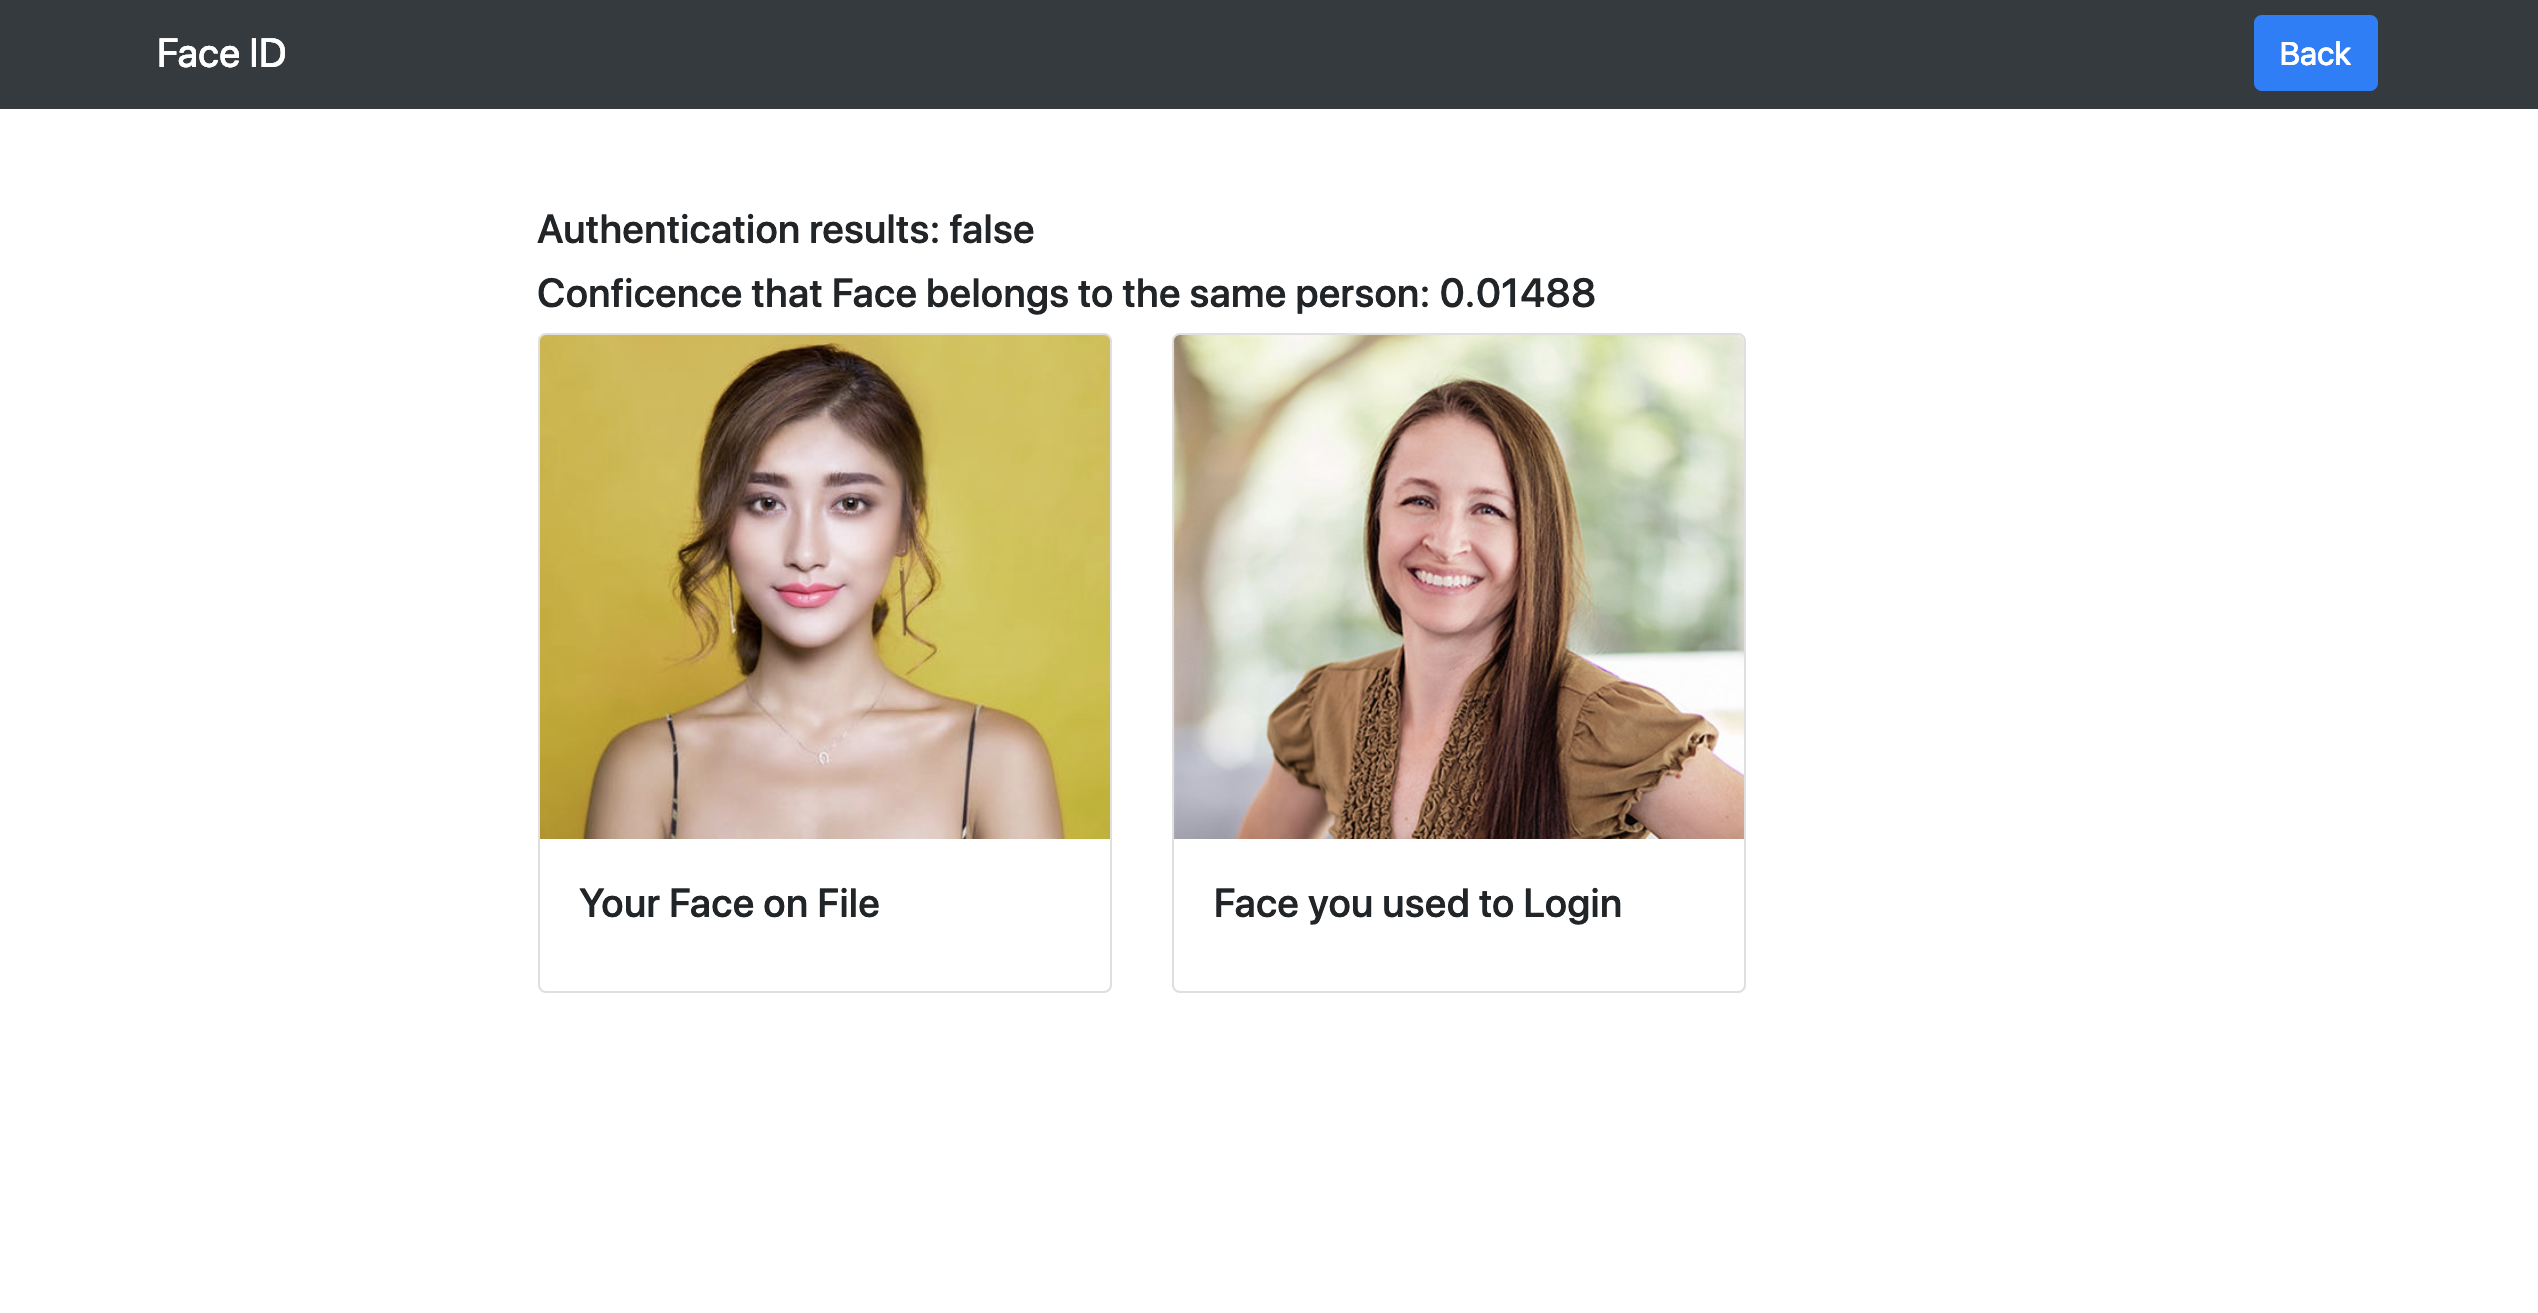 Face ID
Back
Authentication results: false
Conficence that Face belongs to the same person: 0.01488
Your Face on File
Face you used to Login